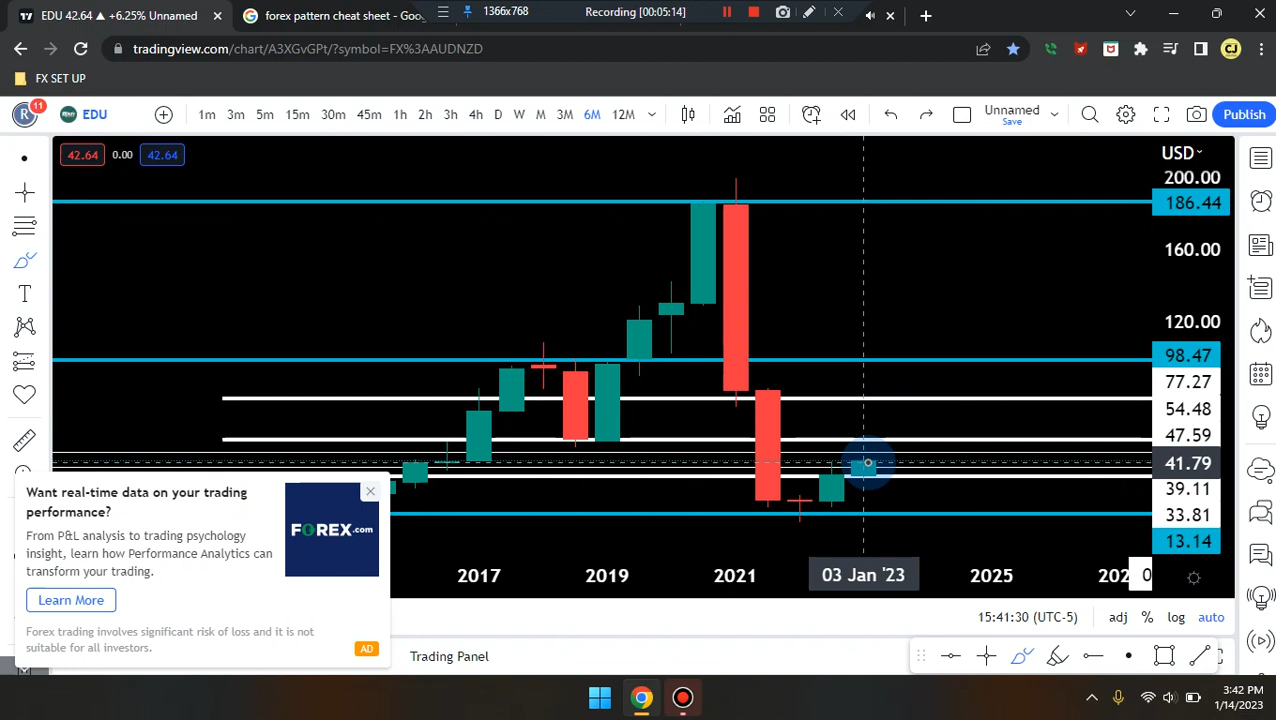 EDU 42.64 ▲ +6.25% Unnamed
forex pattern cheat sheet - Goo
1366x768
Recording [00:05:14]
tradingview.com/chart/A3XGvGPt/?symbol=FX%3AAUDNZD
CJ
FX SET UP
R
11
EDU
1m 3m 5m 15m 30m 45m 1h 2h 3h 4h D W M 3M 6M 12M
Unnamed
Save
Publish
42.64 0.00 42.64
USD
200.00
186.44
160.00
120.00
98.47
77.27
54.48
47.59
41.79
39.11
33.81
13.14
Want real-time data on your trading
performance?
From P&L analysis to trading psychology
insight, learn how Performance Analytics can
transform your trading.
FOREX.com
Learn More
Forex trading involves significant risk of loss and it is not
suitable for all investors.
AD
2017 2019 2021 03 Jan '23 2025 202 0
15:41:30 (UTC-5) adj % log auto
Trading Panel
3:42 PM
1/14/2023